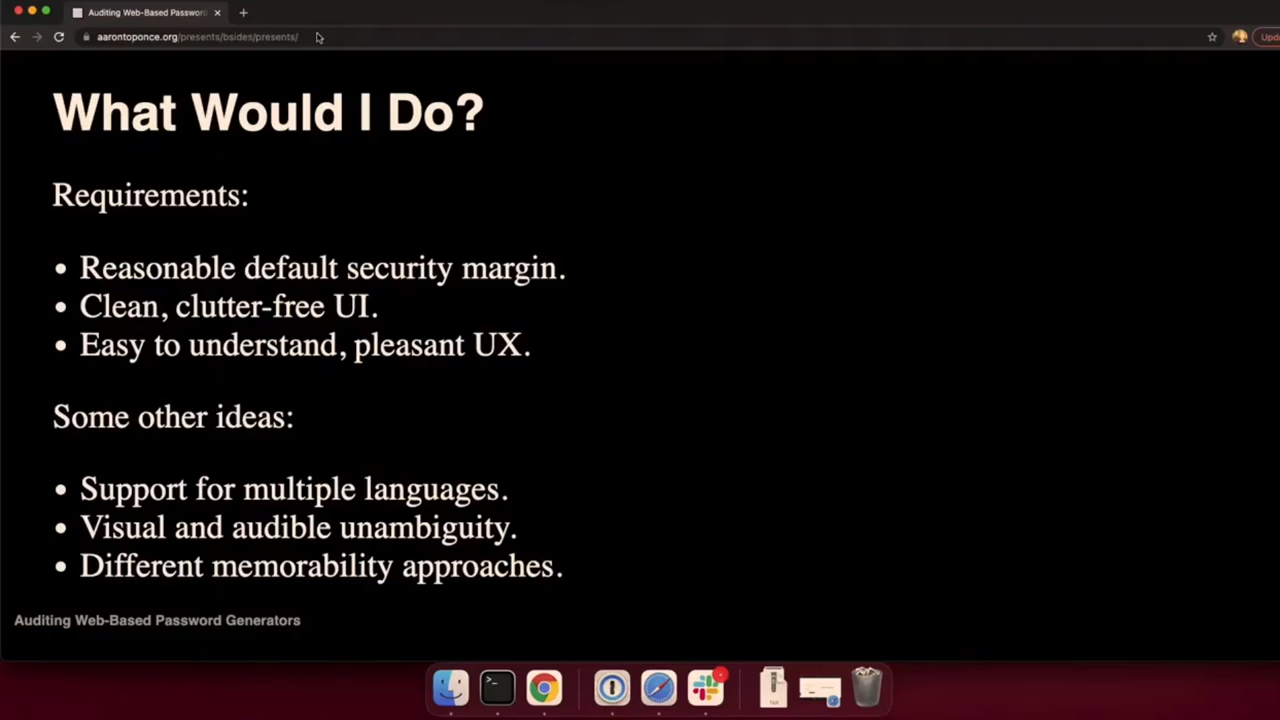 Auditing Web-Based Password
aarontoponce.org/presents/bsides/presents/
Upd
What Would I Do?
Requirements:
• Reasonable default security margin.
• Clean, clutter-free UI.
• Easy to understand, pleasant UX.
Some other ideas:
• Support for multiple languages.
• Visual and audible unambiguity.
• Different memorability approaches.
Auditing Web-Based Password Generators